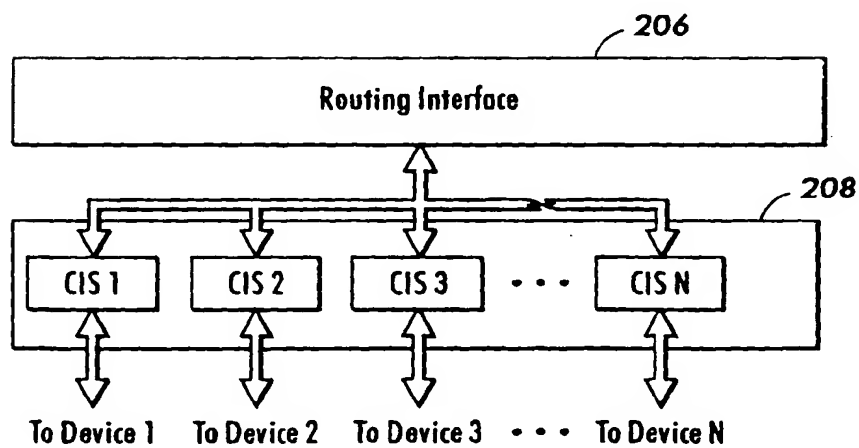 206
Routing Interface
208
CIS 1 CIS 2 CIS 3 • • • CIS N
To Device 1 To Device 2 To Device 3 • • • To Device N